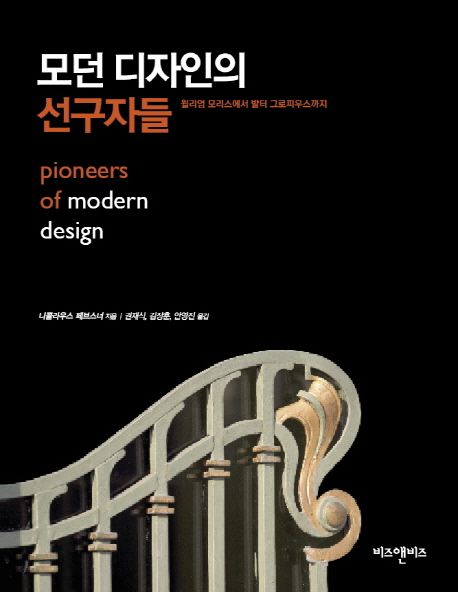 모던 디자인의
선구자들 윌리엄 모리스에서 발터 그로피우스까지
pioneers
of modern
design
니콜라우스 페브스너 지음 | 권재식, 김장훈, 안영진 옮김
비즈앤비즈